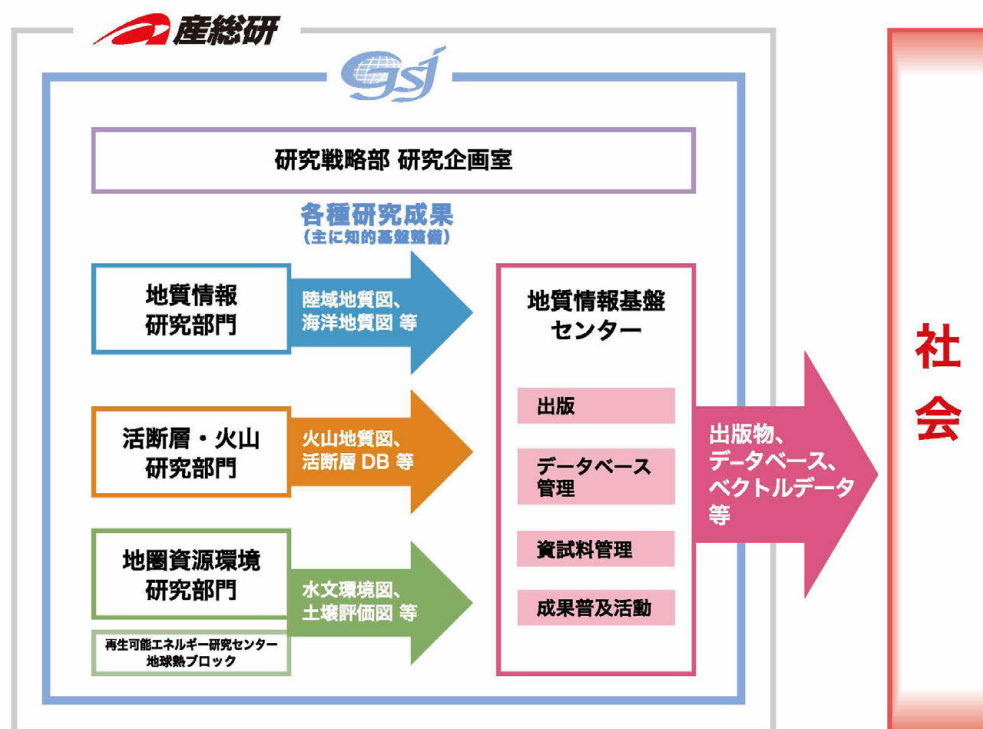 産総研
GSJ
研究戦略部 研究企画室
各種研究成果
(主に知的基盤整備)
地質情報
研究部門
陸域地質図、
海洋地質図 等
活断層・火山
研究部門
火山地質図、
活断層 DB 等
地圏資源環境
研究部門
水文環境図、
土壌評価図 等
再生可能エネルギー研究センター
地球熱ブロック
地質情報基盤
センター
出版
データベース
管理
資試料管理
成果普及活動
出版物、
データベース、
ベクトルデータ
等
社
会